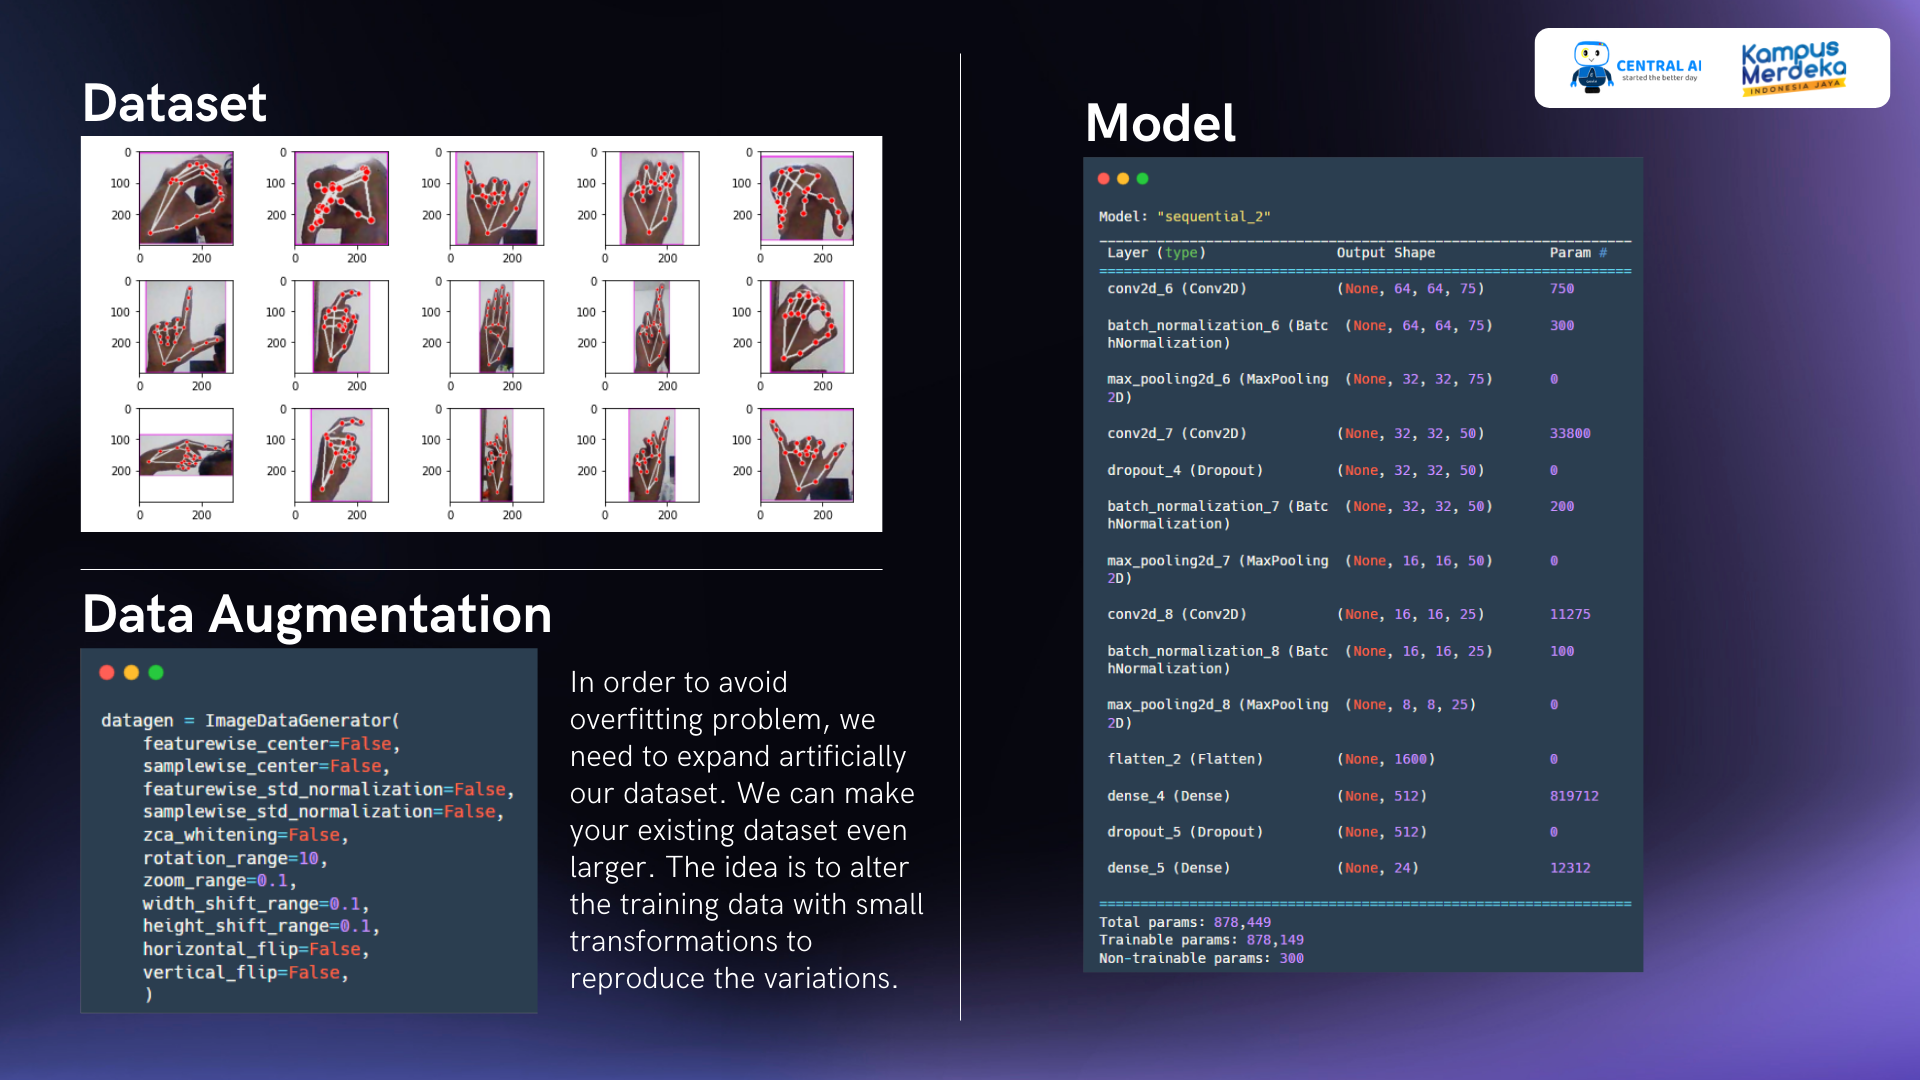 CENTRAL AI
started the better day
Kampus
Merdeka
INDONESIA JAYA
Dataset
0 0 0 0 0
100 100 100 100 100
200 200 200 200 200
0 200 0 200 0 200 0 200 0 200
0 0 0 0 0
100 100 100 100 100
200 200 200 200 200
0 200 0 200 0 200 0 200 0 200
0 0 0 0 0
100 100 100 100 100
200 200 200 200 200
0 200 0 200 0 200 0 200 0 200
Data Augmentation
datagen = ImageDataGenerator(
featurewise_center=False,
samplewise_center=False,
featurewise_std_normalization=False,
samplewise_std_normalization=False,
zca_whitening=False,
rotation_range=10,
zoom_range=0.1,
width_shift_range=0.1,
height_shift_range=0.1,
horizontal_flip=False,
vertical_flip=False,
)
In order to avoid
overfitting problem, we
need to expand artificially
our dataset. We can make
your existing dataset even
larger. The idea is to alter
the training data with small
transformations to
reproduce the variations.
Model
Model: "sequential_2"
Layer (type) Output Shape Param #
conv2d_6 (Conv2D) (None, 64, 64, 75) 750
batch_normalization_6 (Batc (None, 64, 64, 75) 300
hNormalization)
max_pooling2d_6 (MaxPooling (None, 32, 32, 75) 0
2D)
conv2d_7 (Conv2D) (None, 32, 32, 50) 33800
dropout_4 (Dropout) (None, 32, 32, 50) 0
batch_normalization_7 (Batc (None, 32, 32, 50) 200
hNormalization)
max_pooling2d_7 (MaxPooling (None, 16, 16, 50) 0
2D)
conv2d_8 (Conv2D) (None, 16, 16, 25) 11275
batch_normalization_8 (Batc (None, 16, 16, 25) 100
hNormalization)
max_pooling2d_8 (MaxPooling (None, 8, 8, 25) 0
2D)
flatten_2 (Flatten) (None, 1600) 0
dense_4 (Dense) (None, 512) 819712
dropout_5 (Dropout) (None, 512) 0
dense_5 (Dense) (None, 24) 12312
Total params: 878,449
Trainable params: 878,149
Non-trainable params: 300